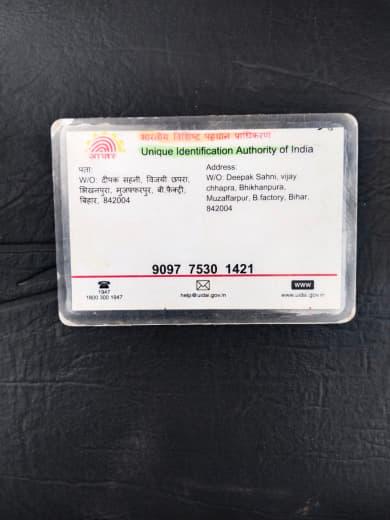 आधार
भारतीय विशिष्ट पहचान प्राधिकरण
Unique Identification Authority of India
पता:
W/O: दीपक सहनी, विजयी छपरा,
भिखनपुरा, मुजफ्फरपुर, बी.फैक्ट्री,
बिहार, 842004
Address:
W/O: Deepak Sahni, vijay
chhapra, Bhikhanpura,
Muzaffarpur, B.factory, Bihar,
842004
9097 7530 1421
1947
1800 300 1947
help@uidai.gov.in
www
www.uidai.gov.in